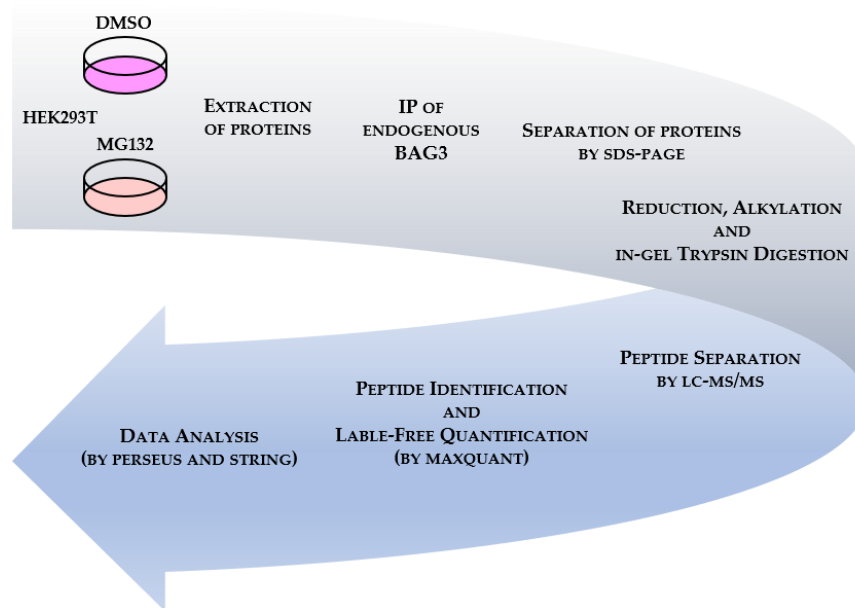 DMSO
HEK293T
MG132
Extraction
of proteins
IP of
endogenous
BAG3
Separation of proteins
by sds-page
Reduction, Alkylation
and
in-gel Trypsin Digestion
Peptide Separation
by lc-ms/ms
Peptide Identification
and
Lable-Free Quantification
(by maxquant)
Data Analysis
(by perseus and string)